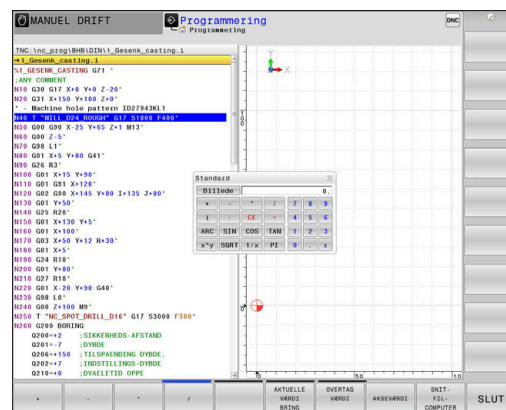 MANUEL DRIFT
Programmering
Programmering
DNC
TNC:\nc_prog\BHB\DIN\1_Gesenk_casting.i
→1_Gesenk_casting.i
%1_GESENK_CASTING G71 *
;ANY COMMENT
N10 G30 G17 X+0 Y+0 Z-20*
N20 G31 X+150 Y+100 Z+0*
* - Machine hole pattern ID27943KL1
N40 T "MILL_D24_ROUGH" G17 S1800 F400*
N50 G00 G90 X-25 Y+65 Z+1 M13*
N60 G00 Z-5*
N70 G98 L1*
N80 G01 X+5 Y+80 G41*
N90 G26 R3*
N100 G01 X+15 Y+90*
N110 G01 G91 X+120*
N120 G02 G90 X+145 Y+80 I+135 J+80*
N130 G01 Y+50*
N140 G25 R20*
N150 G01 X+130 Y+5*
N160 G01 X+100*
N170 G03 X+50 Y+12 R+30*
N180 G01 X+5*
N190 G24 R10*
N200 G01 Y+80*
N210 G27 R10*
N220 G01 X-20 Y+90 G40*
N230 G98 L0*
N240 G00 Z+100 M9*
N250 T "NC_SPOT_DRILL_D16" G17 S3000 F300*
N260 G200 BORING
Q200=+2 ;SIKKERHEDS-AFSTAND
Q201=-7 ;DYBDE
Q206=+150 ;TILSPAENDING DYBDE.
Q202=+7 ;INDSTILLINGS-DYBDE
Q210=+0 ;DVAELETID OPPE
Y
X
100
50
0
0
50
100
Standard
Billede
0.
+ - * / 7 8 9
( ) CE = 4 5 6
ARC SIN COS TAN 1 2 3
x^y SQRT 1/x PI 0 . ±
+
-
*
/
AKTUELLE
VÆRDI
BRING
OVERTAG
VÆRDI
AKSEVÆRDI
SNIT-
FIL-
COMPUTER
SLUT